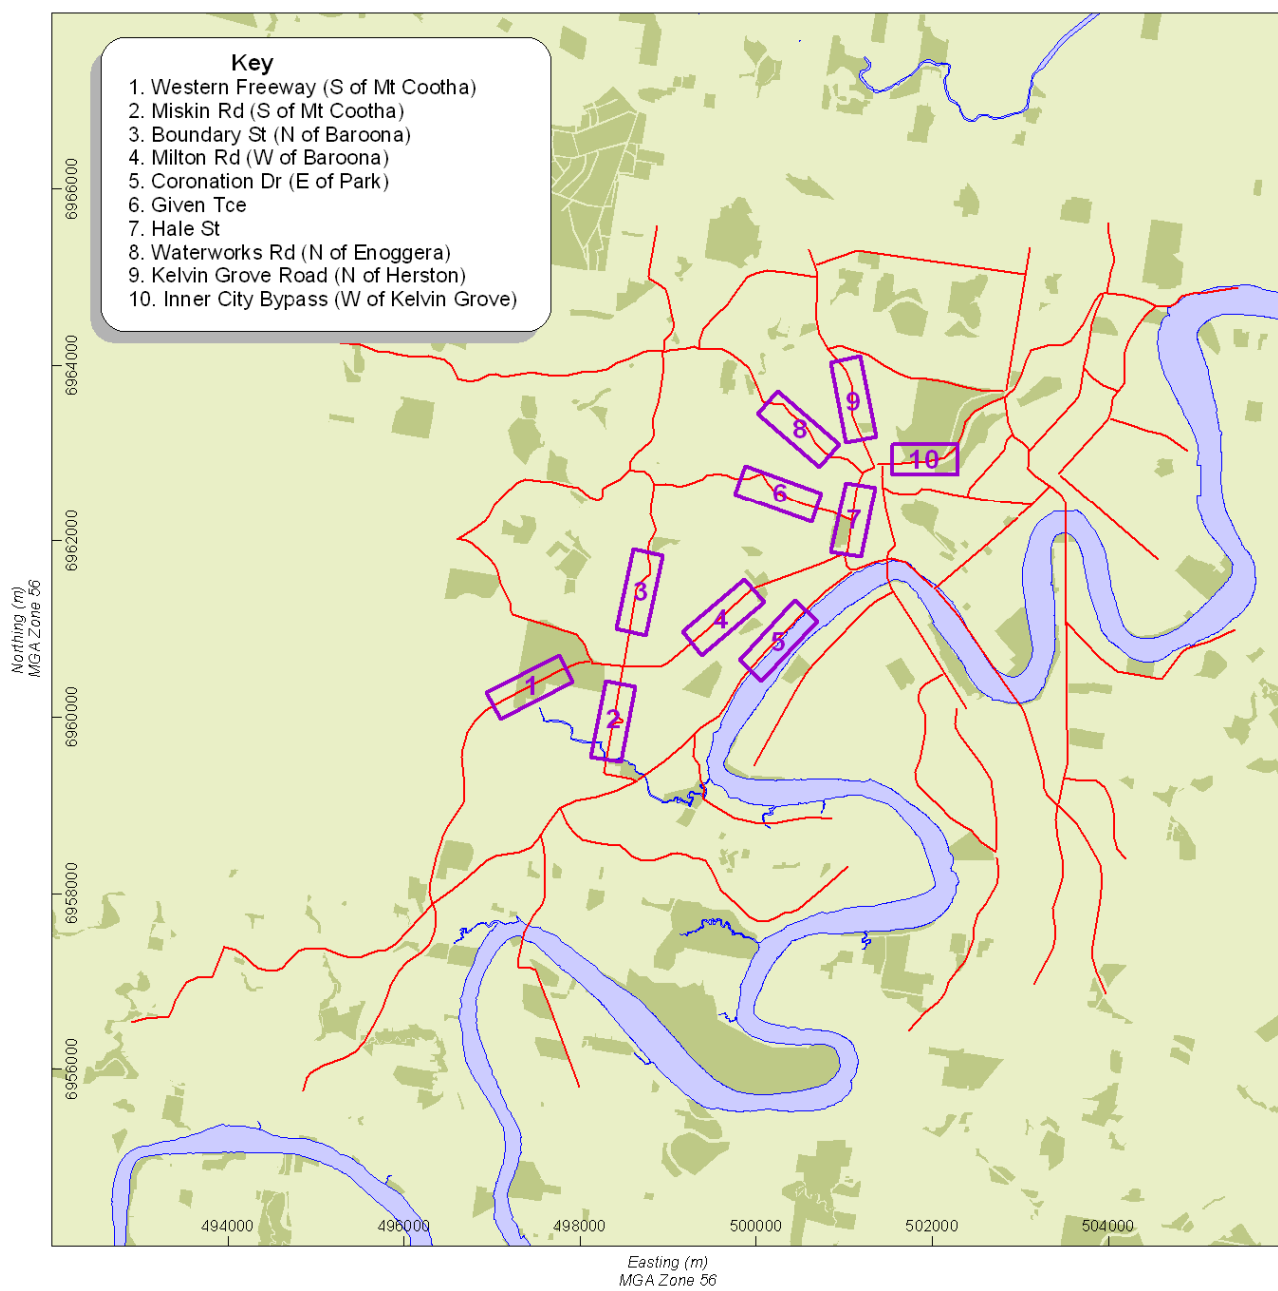 Key
1. Western Freeway (S of Mt Cootha)
2. Miskin Rd (S of Mt Cootha)
3. Boundary St (N of Baroona)
4. Milton Rd (W of Baroona)
5. Coronation Dr (E of Park)
6. Given Tce
7. Hale St
8. Waterworks Rd (N of Enoggera)
9. Kelvin Grove Road (N of Herston)
10. Inner City Bypass (W of Kelvin Grove)
6966000
6964000
9
8
10
6
7
6962000
3
4
5
1
2
6960000
Northing (m)
MGA Zone 56
6958000
6956000
494000
496000
498000
500000
502000
504000
Easting (m)
MGA Zone 56